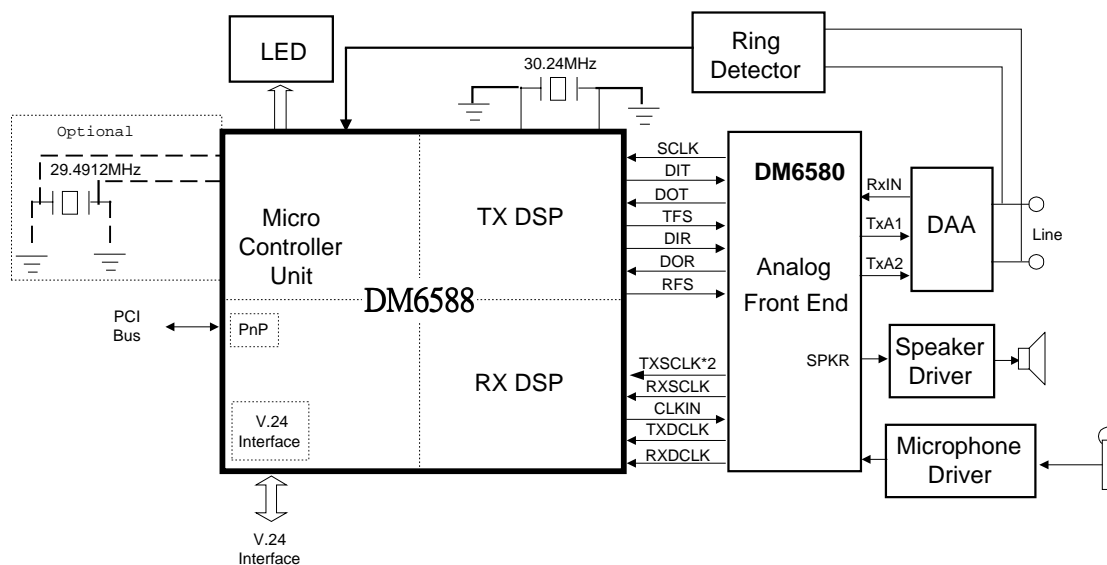 LED
Ring
Detector
30.24MHz
Optional
29.4912MHz
Micro
Controller
Unit
TX DSP
DM6588
PCI
Bus
PnP
RX DSP
V.24
Interface
V.24
Interface
SCLK
DIT
DOT
TFS
DIR
DOR
RFS
TXSCLK*2
RXSCLK
CLKIN
TXDCLK
RXDCLK
DM6580
Analog
Front End
SPKR
RxIN
TxA1
TxA2
DAA
Line
Speaker
Driver
Microphone
Driver